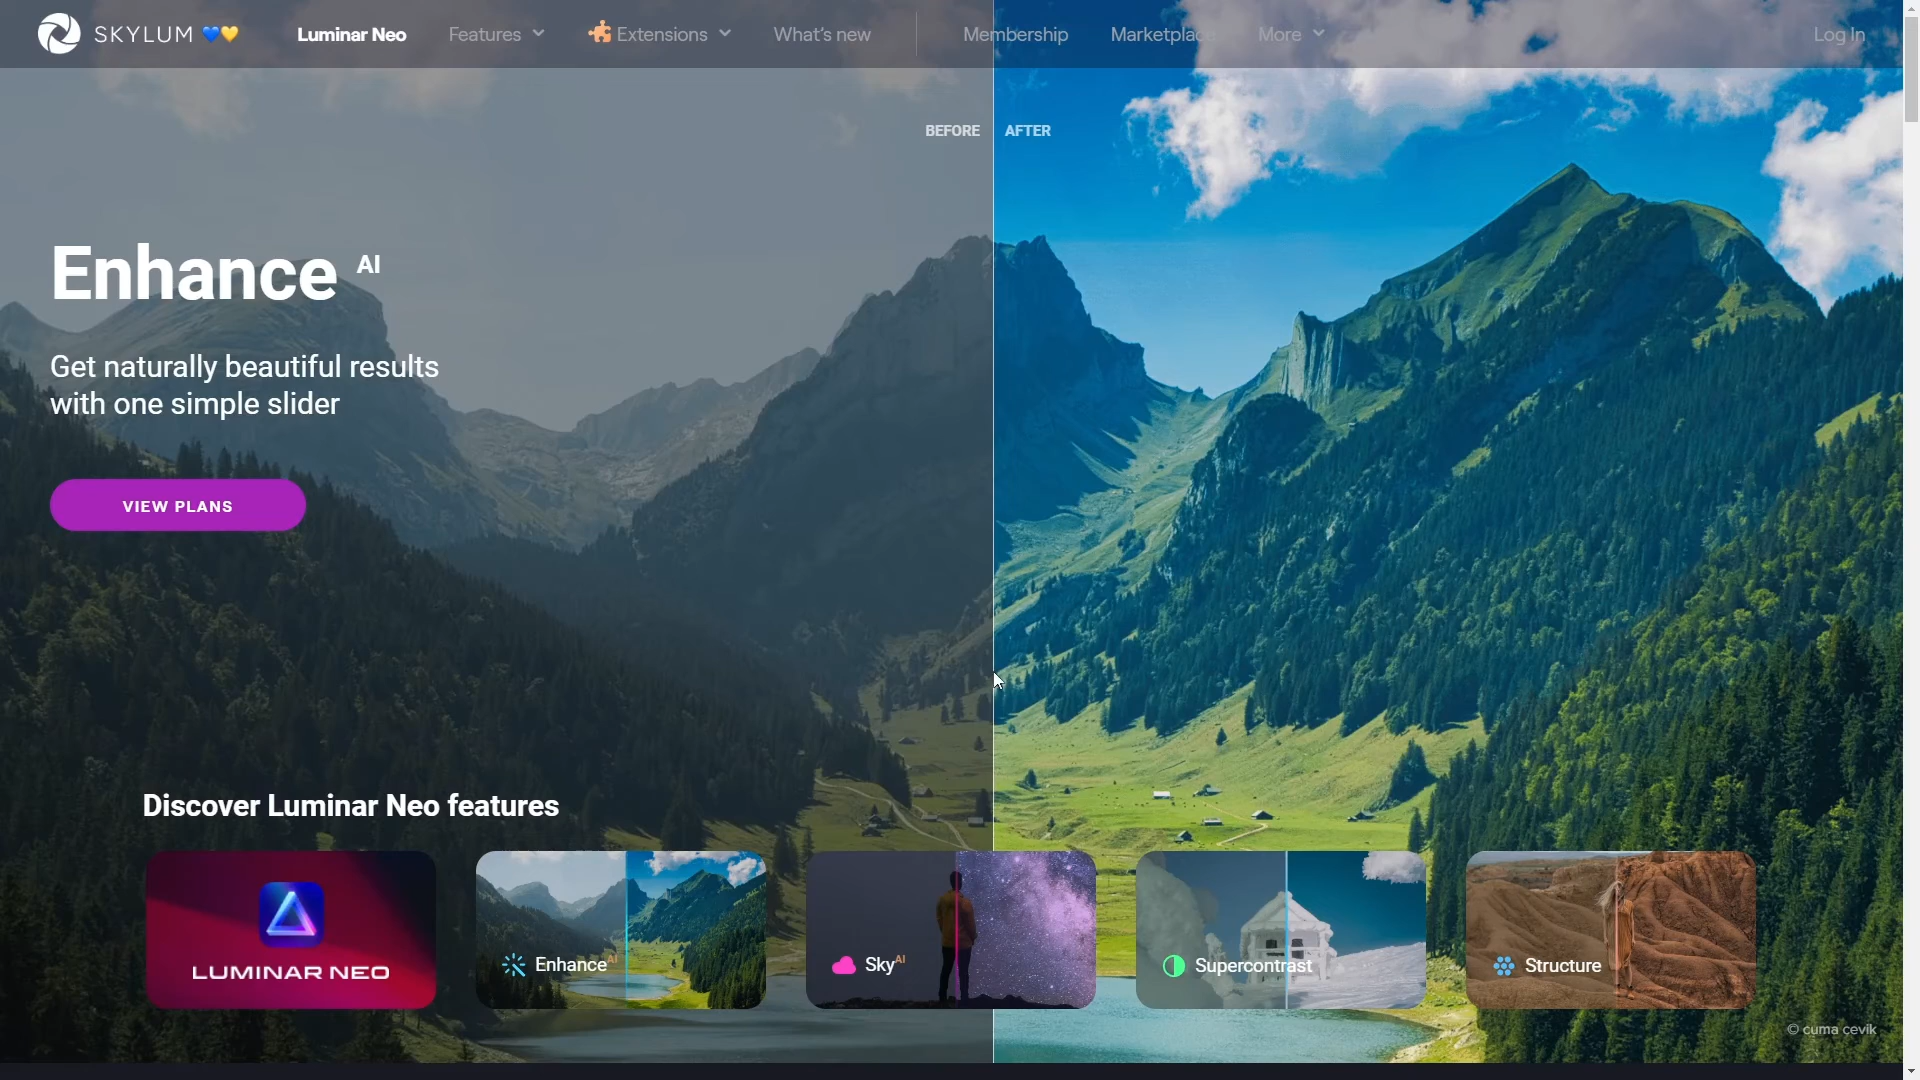 SKYLUM 💙💛 Luminar Neo Features Extensions What's new Membership Marketplace More Log In
BEFORE AFTER
Enhance AI
Get naturally beautiful results
with one simple slider
VIEW PLANS
Discover Luminar Neo features
LUMINAR NEO
Enhance AI
Sky AI
Supercontrast
Structure
© cuma cevik